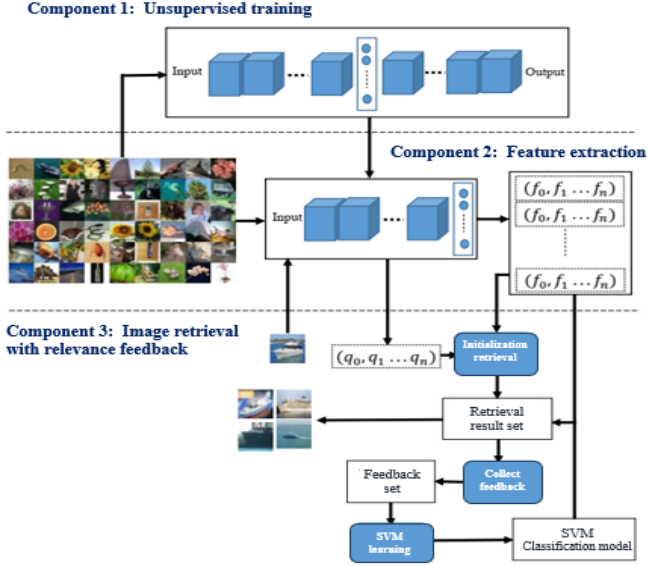 Component 1: Unsupervised training
Input
Output
Component 2: Feature extraction
Input
(f₀, f₁ … fₙ)
(f₀, f₁ … fₙ)
(f₀, f₁ … fₙ)
Component 3: Image retrieval
with relevance feedback
(q₀, q₁ … qₙ)
Initialization
retrieval
Retrieval
result set
Feedback
set
Collect
feedback
SVM
learning
SVM
Classification model